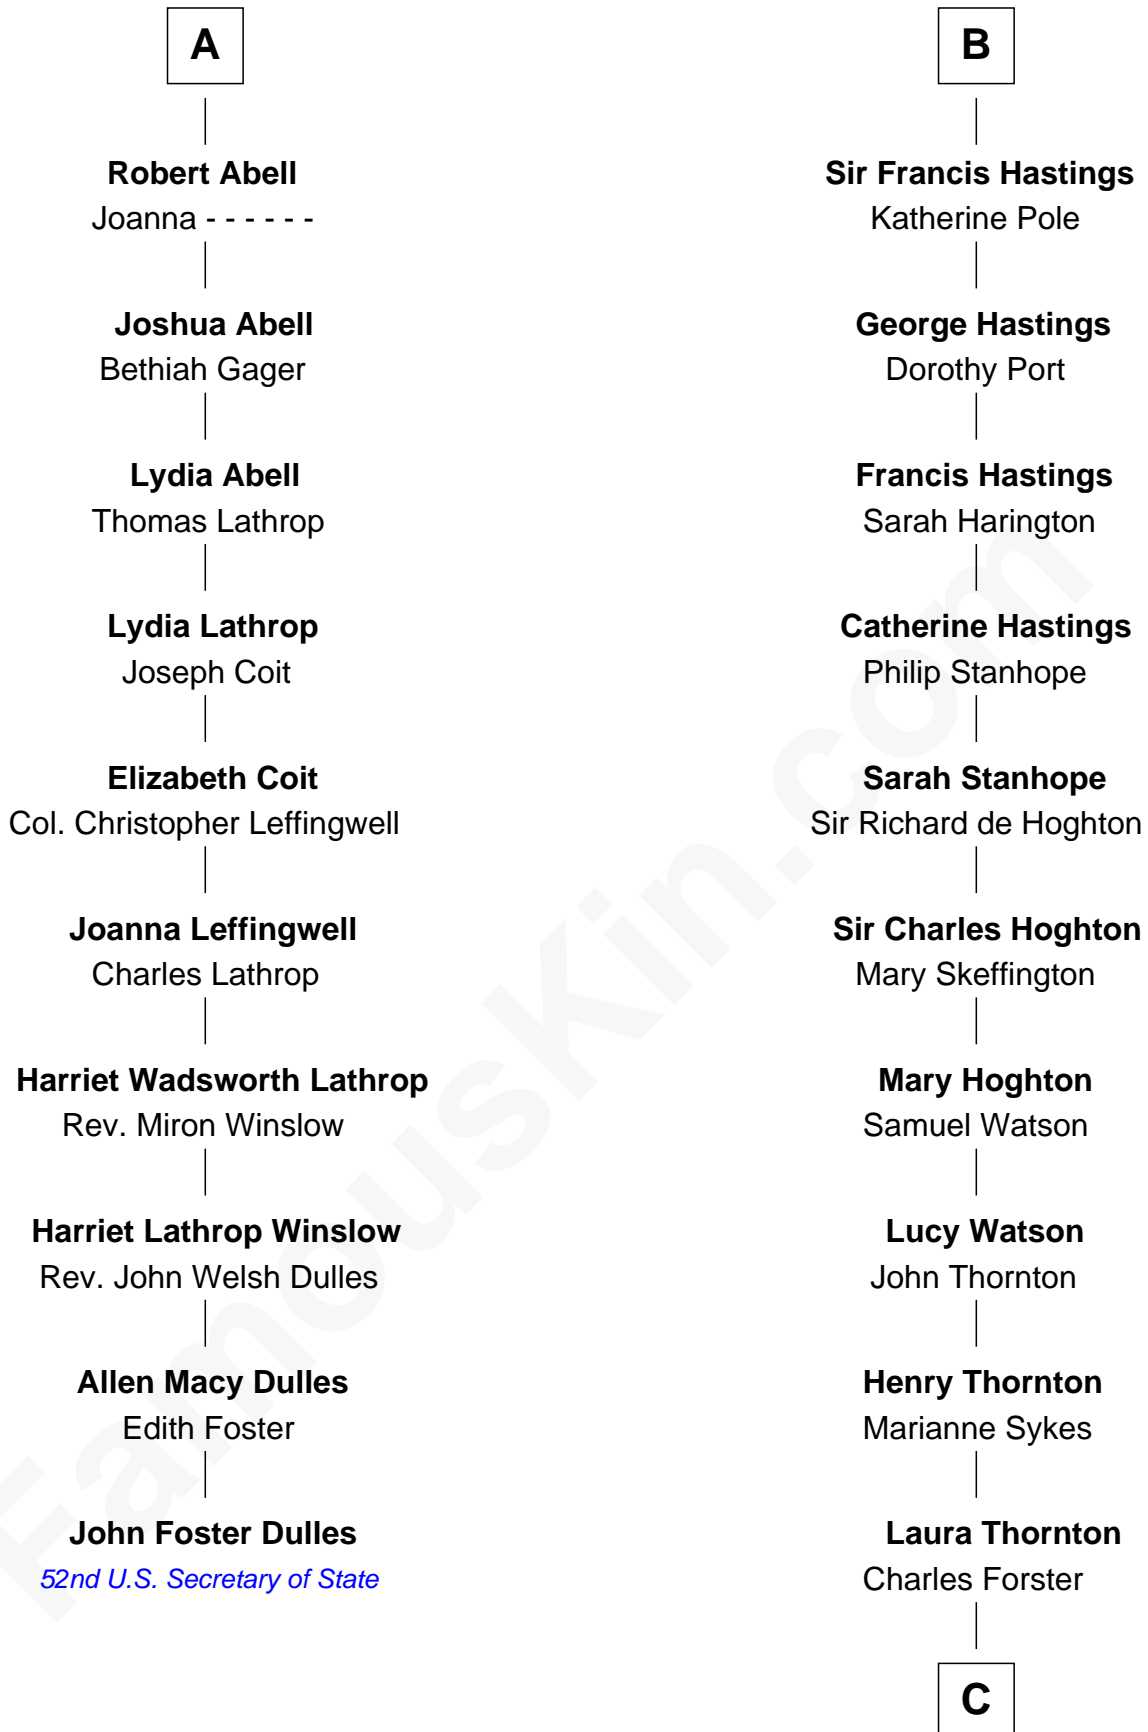 A
Robert Abell
Joanna - - - - - -
Joshua Abell
Bethiah Gager
Lydia Abell
Thomas Lathrop
Lydia Lathrop
Joseph Coit
Elizabeth Coit
Col. Christopher Leffingwell
Joanna Leffingwell
Charles Lathrop
Harriet Wadsworth Lathrop
Rev. Miron Winslow
Harriet Lathrop Winslow
Rev. John Welsh Dulles
Allen Macy Dulles
Edith Foster
John Foster Dulles
52nd U.S. Secretary of State
B
Sir Francis Hastings
Katherine Pole
George Hastings
Dorothy Port
Francis Hastings
Sarah Harington
Catherine Hastings
Philip Stanhope
Sarah Stanhope
Sir Richard de Hoghton
Sir Charles Hoghton
Mary Skeffington
Mary Hoghton
Samuel Watson
Lucy Watson
John Thornton
Henry Thornton
Marianne Sykes
Laura Thornton
Charles Forster
C
FamousKin.com